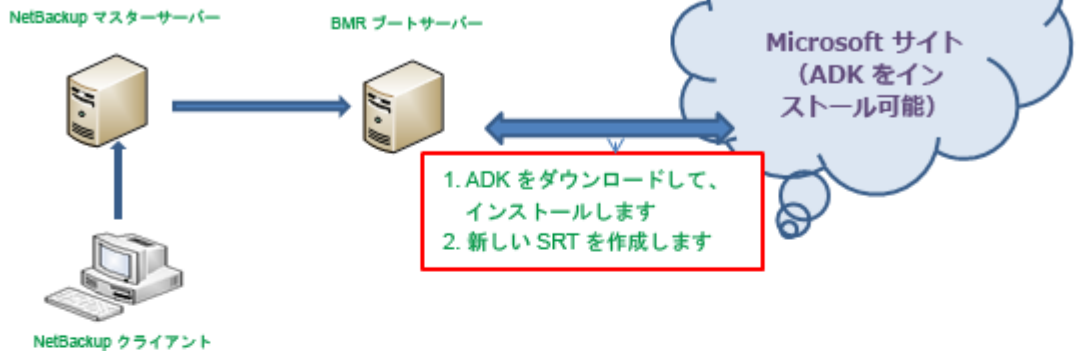 NetBackup マスターサーバー
BMR ブートサーバー
Microsoft サイト
（ADK をイン
ストール可能）
1. ADK をダウンロードして、
インストールします
2. 新しい SRT を作成します
NetBackup クライアント